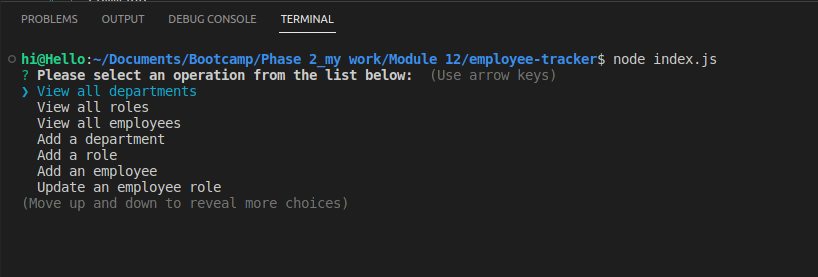 PROBLEMS OUTPUT DEBUG CONSOLE TERMINAL
hi@Hello:~/Documents/Bootcamp/Phase 2_my work/Module 12/employee-tracker$ node index.js
? Please select an operation from the list below: (Use arrow keys)
❯ View all departments
View all roles
View all employees
Add a department
Add a role
Add an employee
Update an employee role
(Move up and down to reveal more choices)